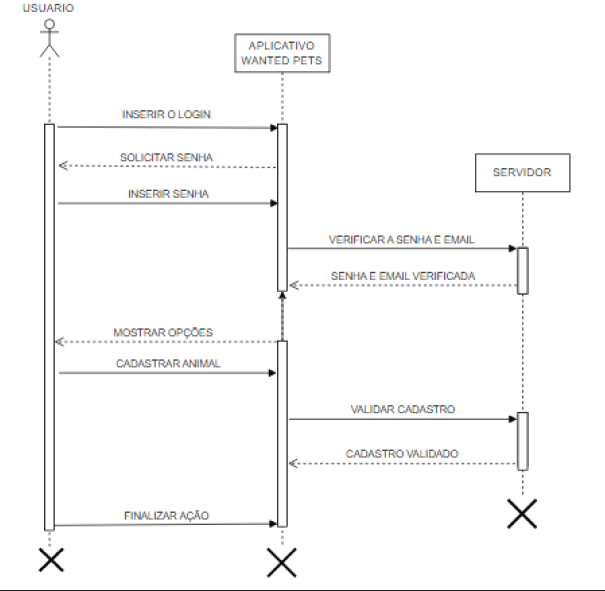 USUARIO
APLICATIVO
WANTED PETS
INSERIR O LOGIN
SOLICITAR SENHA
SERVIDOR
INSERIR SENHA
VERIFICAR A SENHA E EMAIL
SENHA E EMAIL VERIFICADA
MOSTRAR OPÇÕES
CADASTRAR ANIMAL
VALIDAR CADASTRO
CADASTRO VALIDADO
FINALIZAR AÇÃO